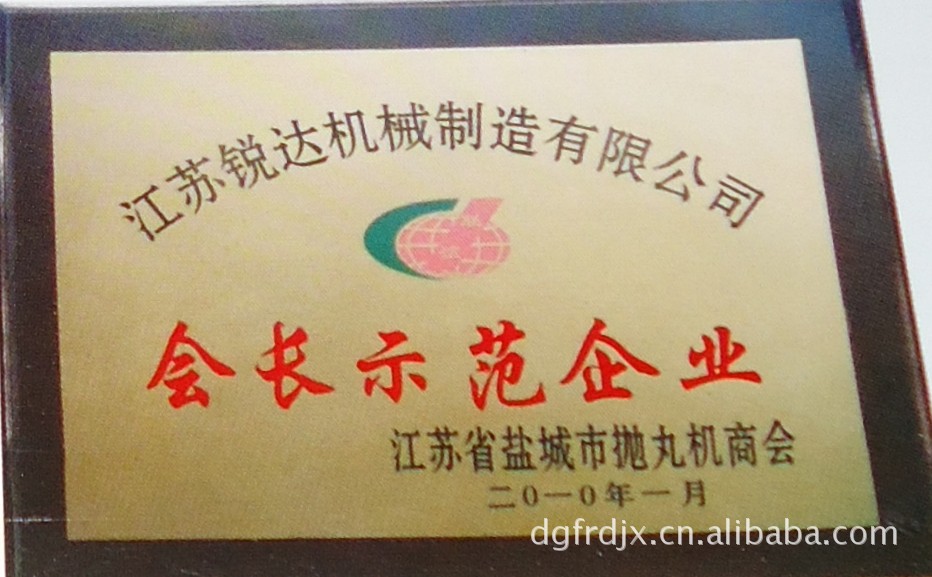 江苏锐达机械制造有限公司
会长示范企业
江苏省盐城市抛丸机商会
二0一0年一月
dgfrdjx.cn.alibaba.com